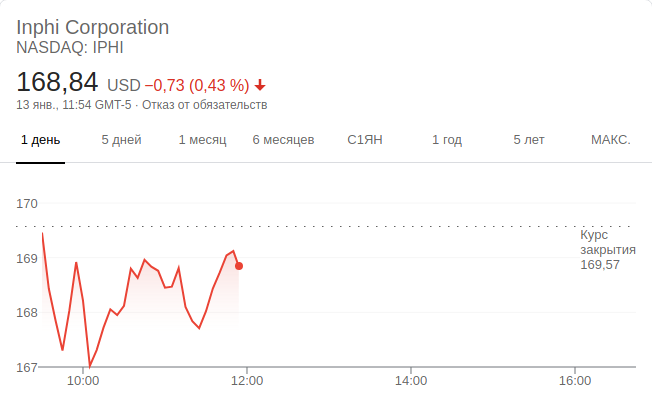 Inphi Corporation
NASDAQ: IPHI
168,84 USD −0,73 (0,43 %)
13 янв., 11:54 GMT-5 · Отказ от обязательств
1 день 5 дней 1 месяц 6 месяцев С1ЯН 1 год 5 лет МАКС.
170
169
168
167
Курс
закрытия
169,57
10:00 12:00 14:00 16:00